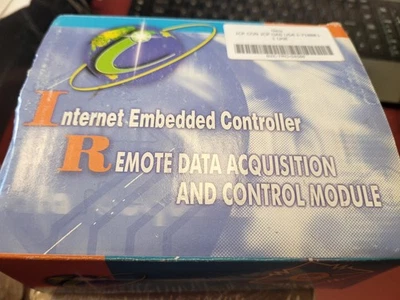 Internet Embedded Controller
REMOTE DATA ACQUISITION
AND CONTROL MODULE